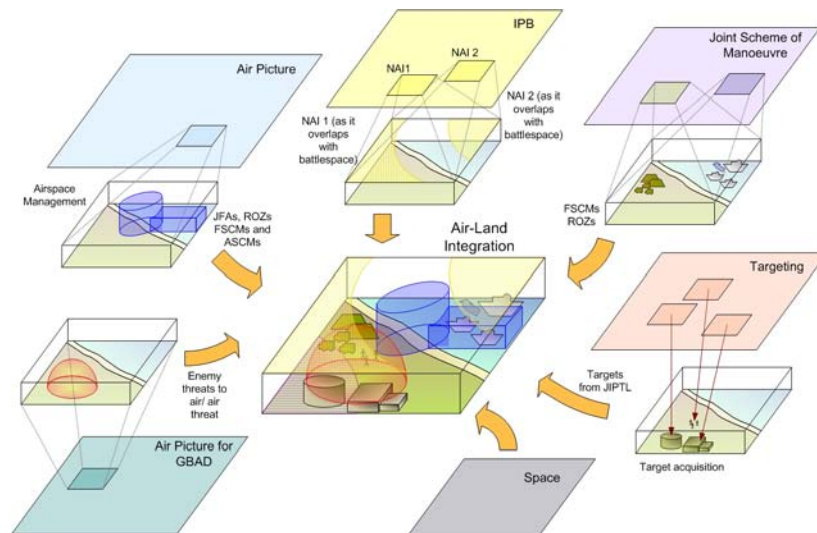 Air Picture
Airspace
Management
JFAs, ROZs
FSCMs and
ASCMs
IPB
NAI1
NAI 2
NAI 1 (as it
overlaps
with
battlespace)
NAI 2 (as it
overlaps with
battlespace)
Joint Scheme of
Manoeuvre
FSCMs
ROZs
Air-Land
Integration
Targeting
Targets
from JIPTL
Target acquisition
Enemy
threats to
air/ air
threat
Air Picture for
GBAD
Space